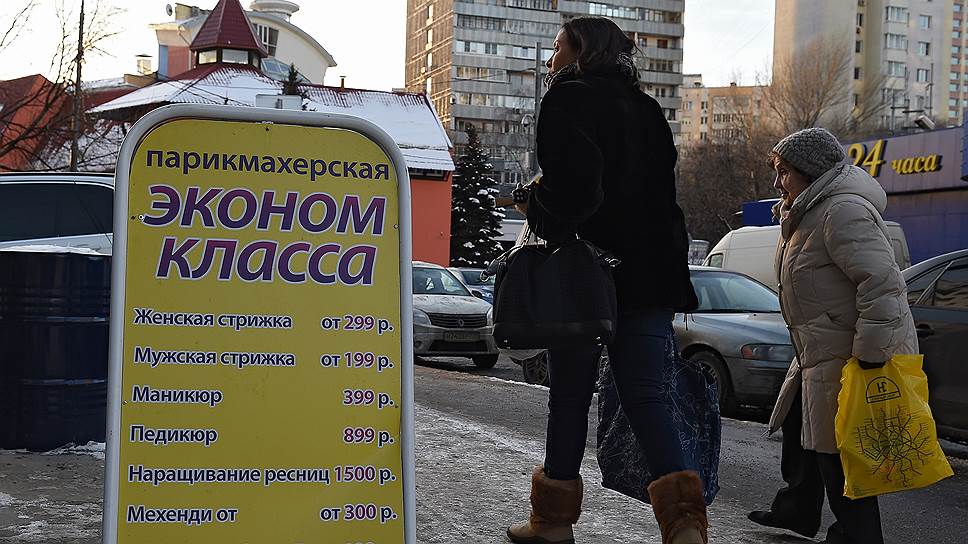 парикмахерская
ЭКОНОМ
КЛАССА
Женская стрижка от 299 р.
Мужская стрижка от 199 р.
Маникюр 399 р.
Педикюр 899 р.
Наращивание ресниц 1500 р.
Мехенди от от 300 р.
24 часа